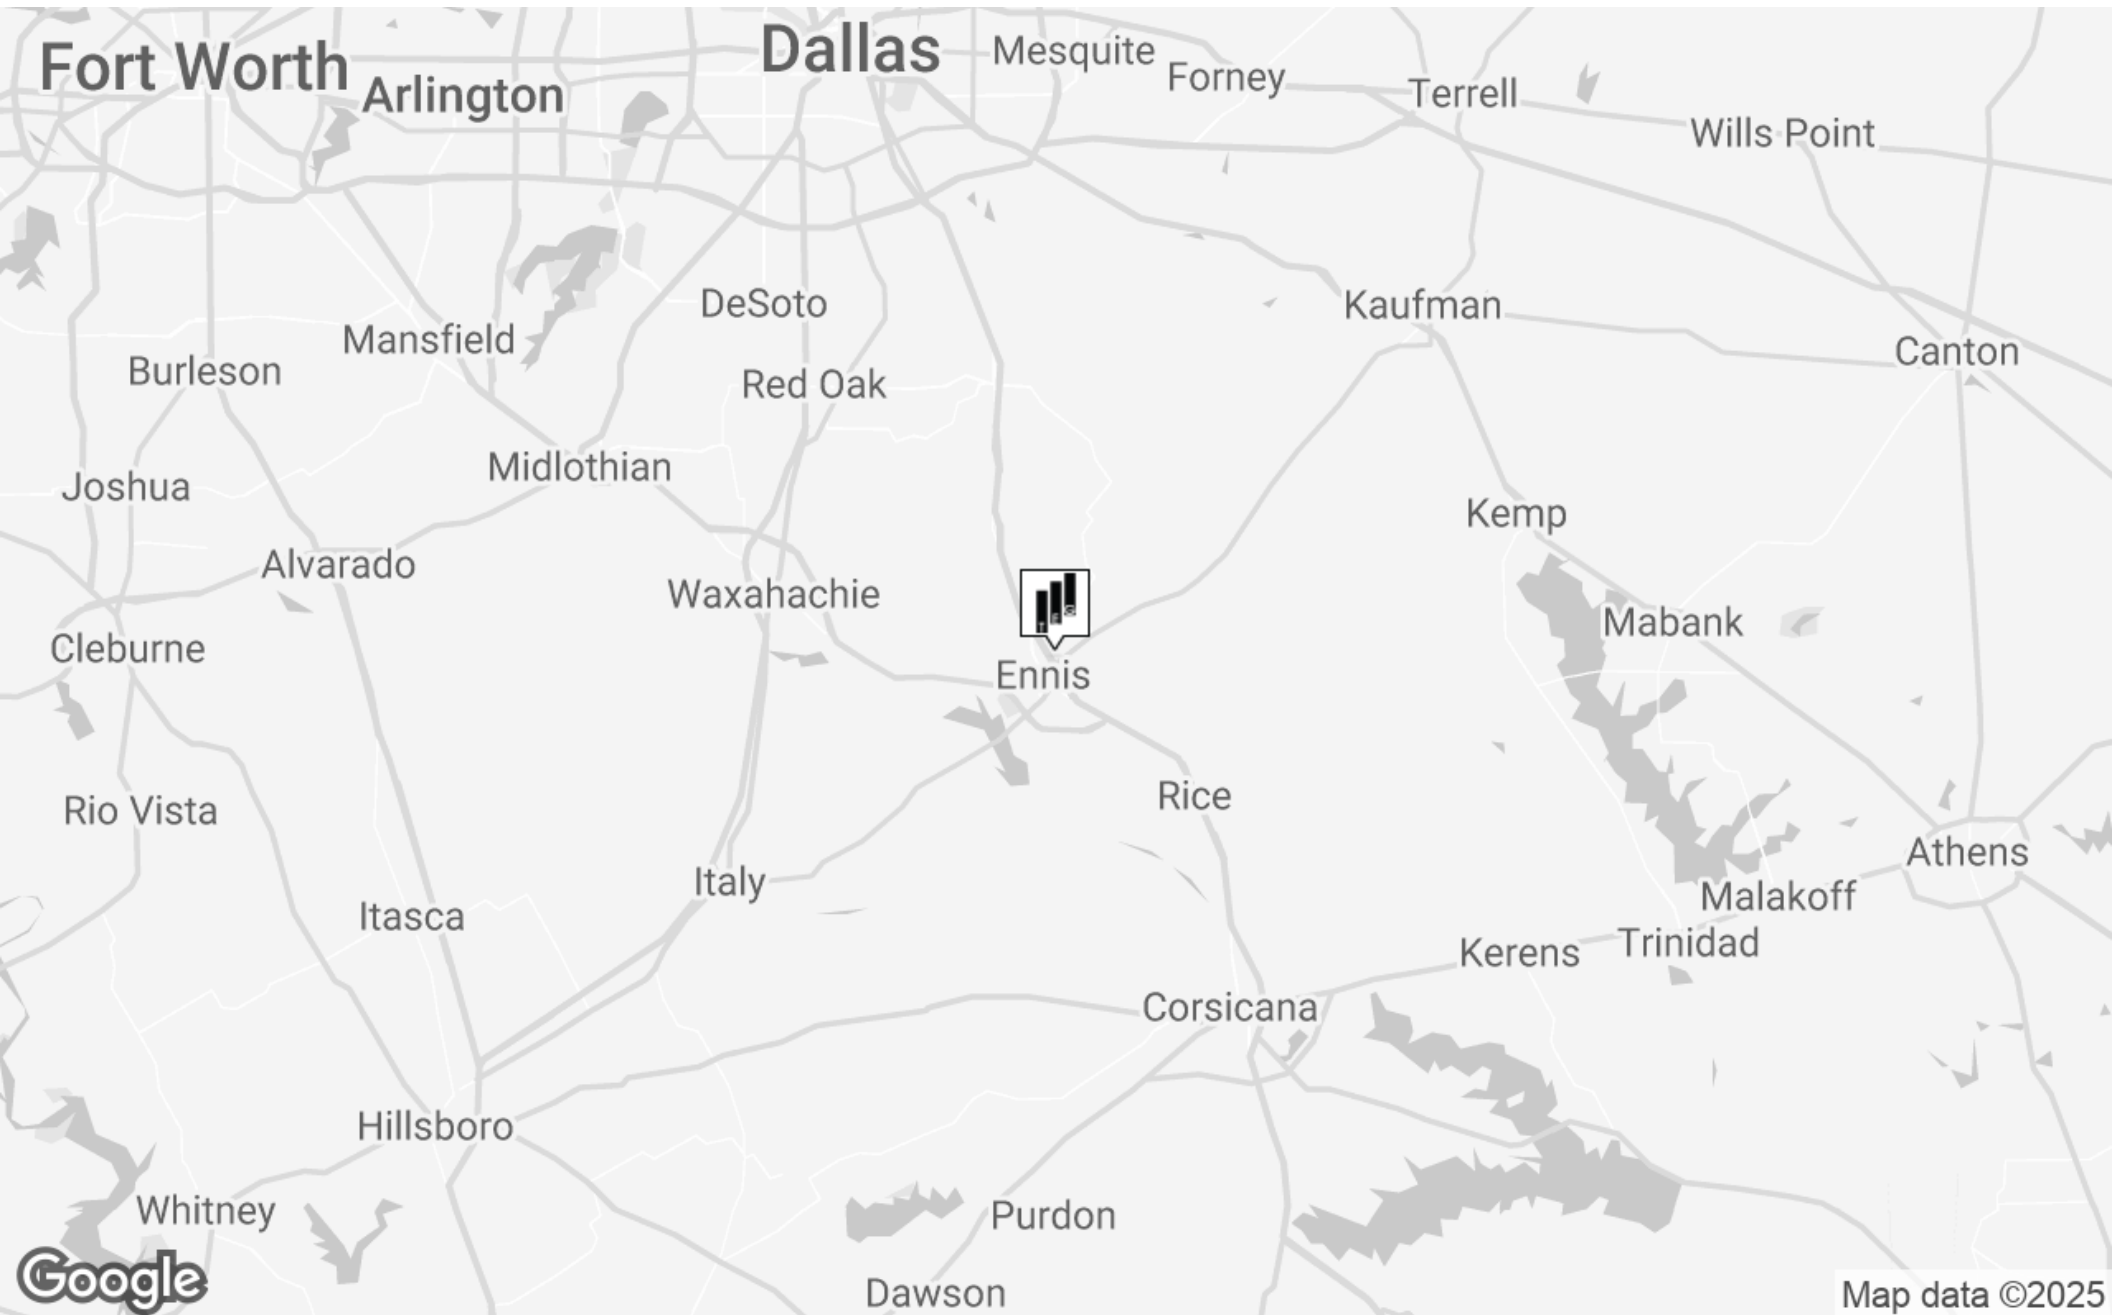 Dallas
Mesquite
Fort Worth
Forney
Arlington
Terrell
Wills Point
DeSoto
Kaufman
Mansfield
Canton
Burleson
Red Oak
Midlothian
Joshua
Kemp
Alvarado
Waxahachie
T
E
G
Mabank
Cleburne
Ennis
Rice
Rio Vista
Athens
Italy
Malakoff
Itasca
Trinidad
Kerens
Corsicana
Hillsboro
Whitney
Purdon
Google
Dawson
Map data ©2025